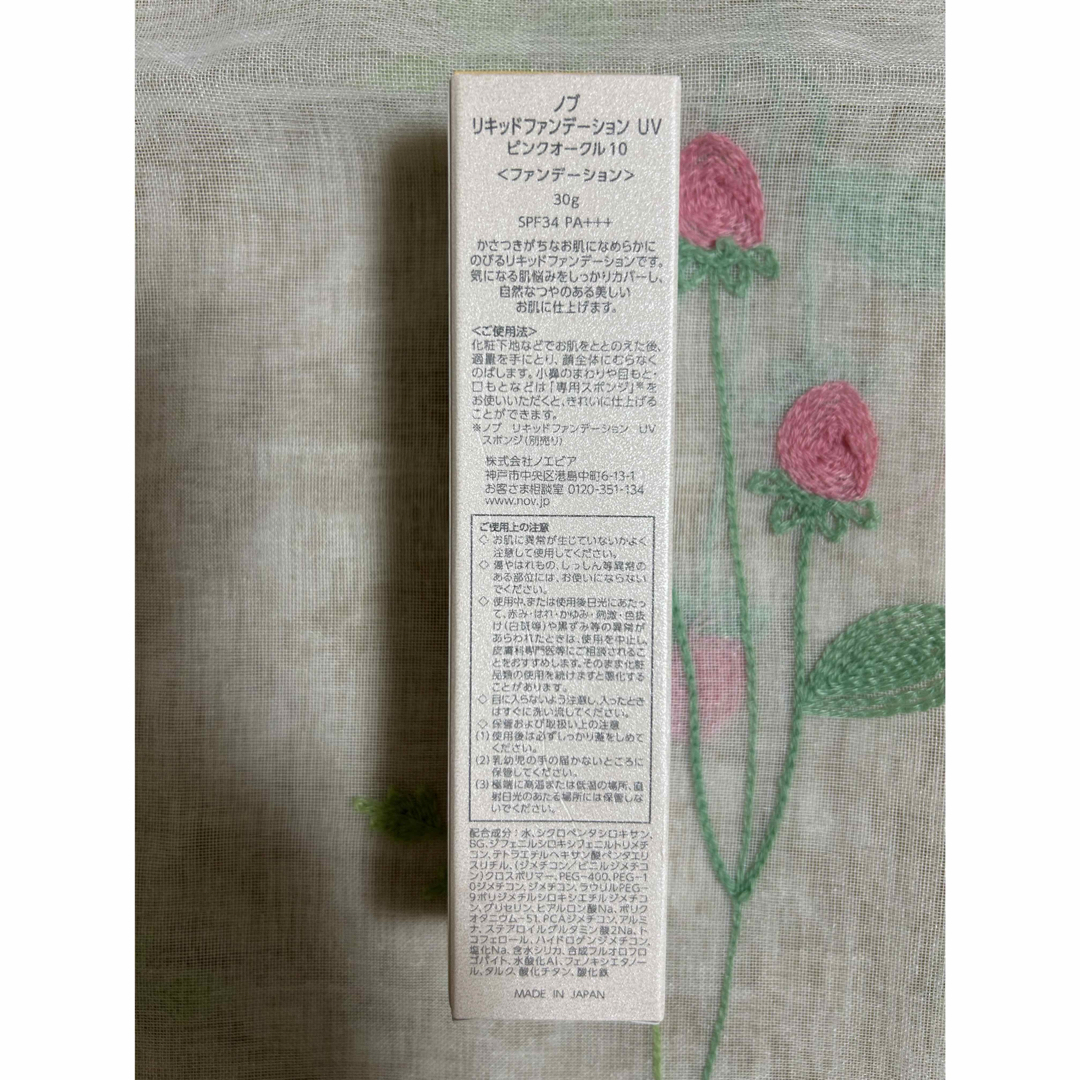 ノブ
リキッドファンデーション UV
ピンクオークル10
<ファンデーション>
30g
SPF34 PA+++
かさつきがちなお肌になめらかに
のびるリキッドファンデーションです。
気になる肌悩みをしっかりカバーし、
自然なつやのある美しい
お肌に仕上げます。
<ご使用法>
化粧下地などでお肌をととのえた後、
適量を手にとり、顔全体にむらなく
のばします。小鼻のまわりや目もと・
口もとなどは「専用スポンジ」※を
お使いいただくと、きれいに仕上げる
ことができます。
※ノブ リキッドファンデーション UV
スポンジ(別売り)
株式会社ノエビア
神戸市中央区港島中町6-13-1
お客さま相談室 0120-351-134
www.nov.jp
ご使用上の注意
◇ お肌に異常が生じていないかよく
注意して使用してください。
◇ 傷やはれもの、しっしん等異常の
ある部位には、お使いにならない
でください。
◇ 使用中、または使用後日光にあたっ
て、赤み・はれ・かゆみ・刺激・色抜
け(白斑等)や黒ずみ等の異常が
あらわれたときは、使用を中止し、
皮膚科専門医等にご相談されるこ
とをおすすめします。そのまま化粧
品類の使用を続けますと悪化する
ことがあります。
◇ 目に入らないよう注意し、入ったとき
はすぐに洗い流してください。
◇ 保管および取扱い上の注意
(1) 使用後は必ずしっかり蓋をしめて
ください。
(2) 乳幼児の手の届かないところに
保管してください。
(3) 極端に高温または低温の場所、直
射日光のあたる場所には保管しな
いでください。
配合成分:水、シクロペンタシロキサン、
BG、ジフェニルシロキシフェニルトリメチ
コン、テトラエチルヘキサン酸ペンタエリ
スリチル、(ジメチコン/ビニルジメチコ
ン)クロスポリマー、PEG-400、PEG-1
0ジメチコン、ジメチコン、ラウリルPEG-
9ポリジメチルシロキシエチルジメチコ
ン、グリセリン、ヒアルロン酸Na、ポリク
オタニウム-51、PCAジメチコン、アルミ
ナ、ステアロイルグルタミン酸2Na、ト
コフェロール、ハイドロゲンジメチコン、
塩化Na、含水シリカ、合成フルオロフロ
ゴパイト、水酸化Al、フェノキシエタノー
ル、タルク、酸化チタン、酸化鉄
MADE IN JAPAN